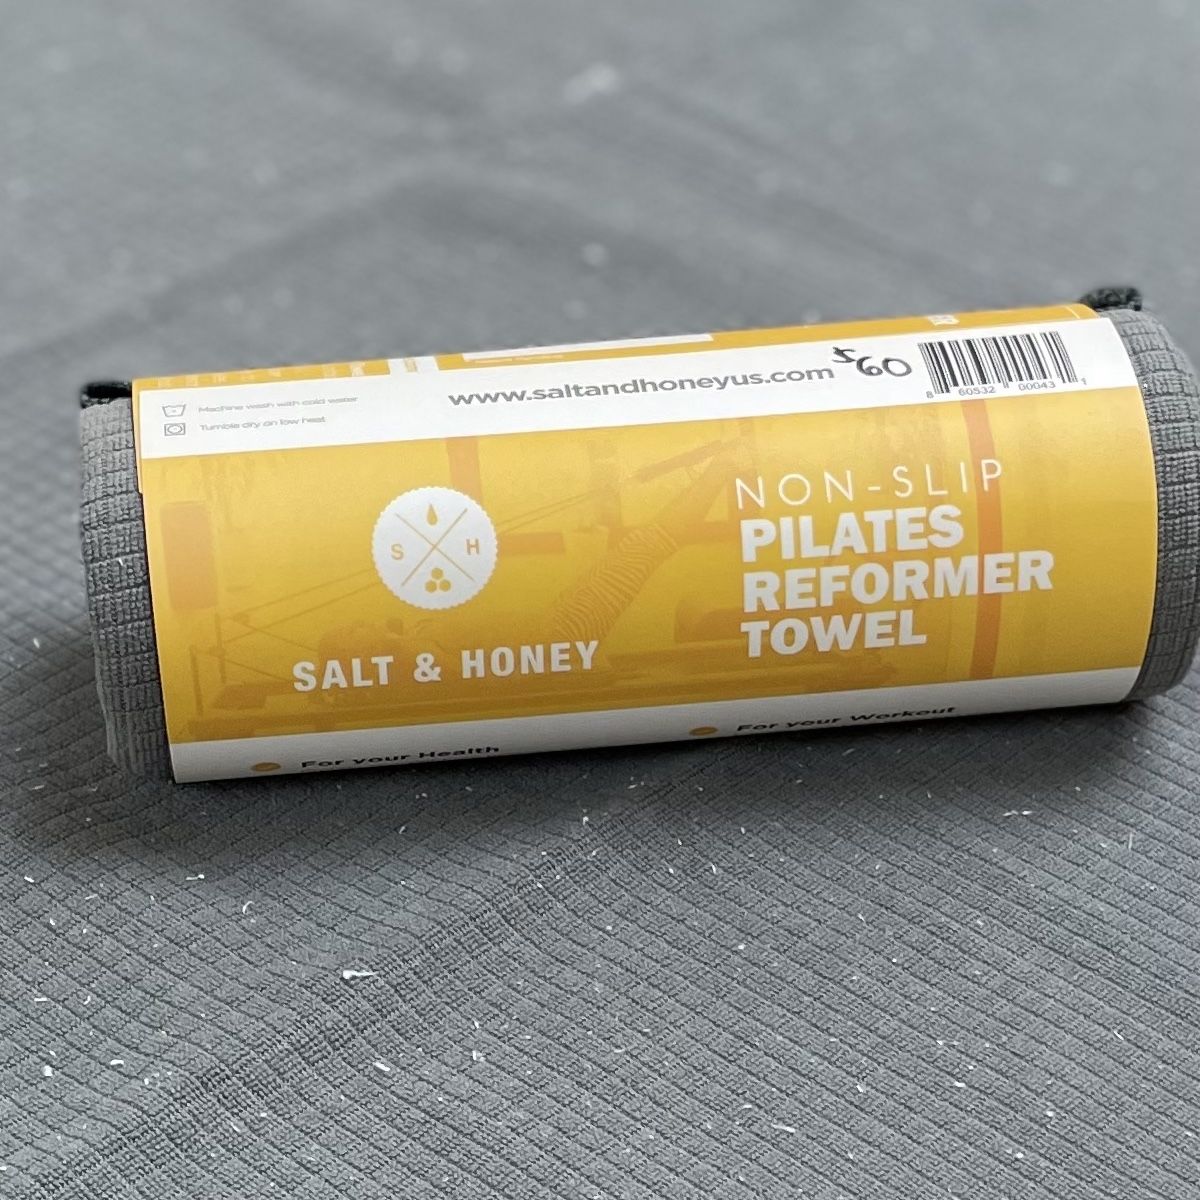 Machine wash with cold water
Tumble dry on low heat
www.saltandhoneyus.com
$60
8 60532 00043 1
S H
SALT & HONEY
NON-SLIP
PILATES
REFORMER
TOWEL
For your Health
For your Workout